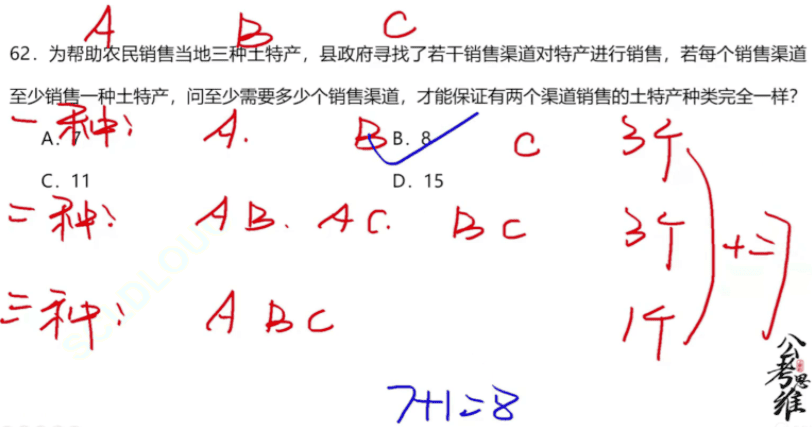 A B C
62. 为帮助农民销售当地三种土特产，县政府寻找了若干销售渠道对特产进行销售，若每个销售渠道
至少销售一种土特产，问至少需要多少个销售渠道，才能保证有两个渠道销售的土特产种类完全一样？
一种： A. B C 3个
A. 7 B. 8
C. 11 D. 15
二种： AB. AC. BC 3个
+=7
三种： ABC 1个
7+1=8
公考思维